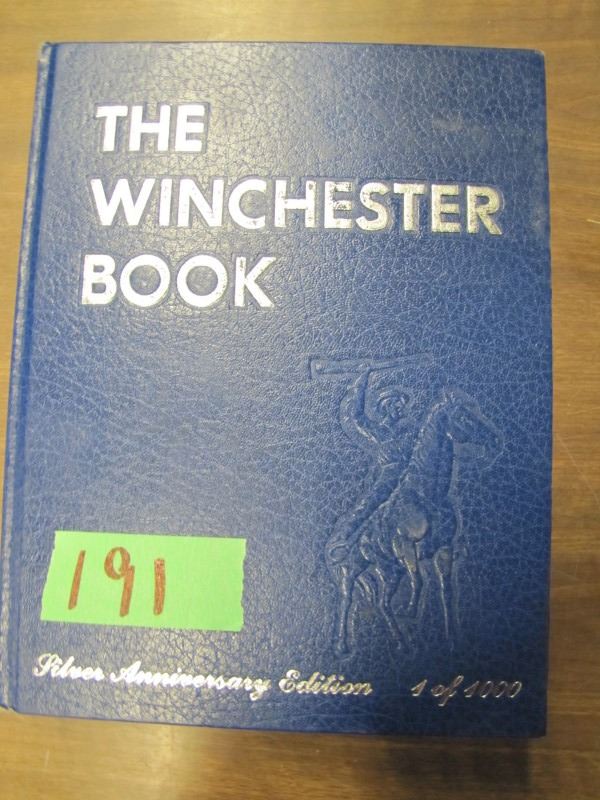 THE
WINCHESTER
BOOK
191
Silver Anniversary Edition 1 of 1000